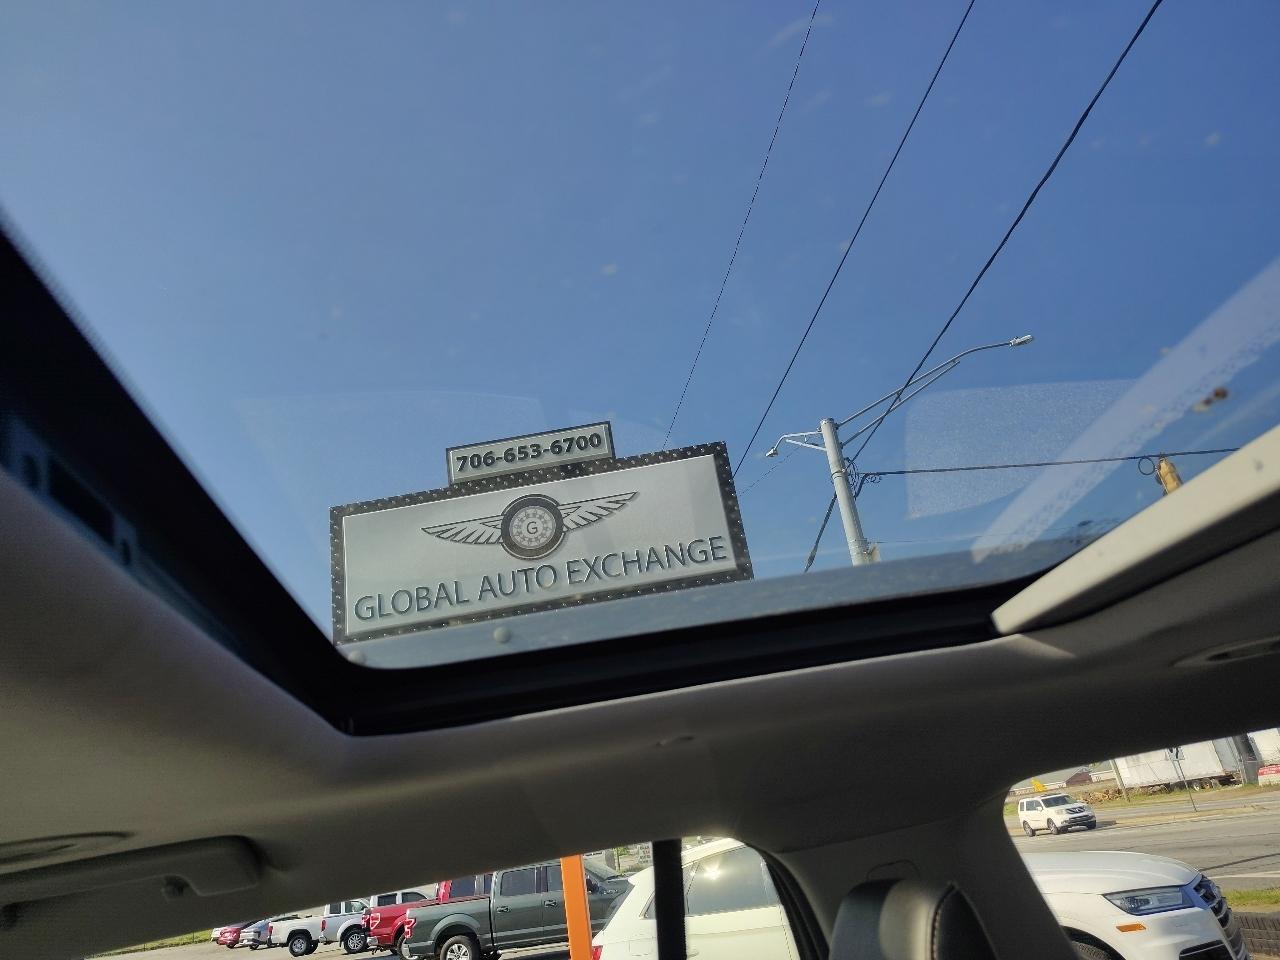 706-653-6700
G
GLOBAL AUTO EXCHANGE